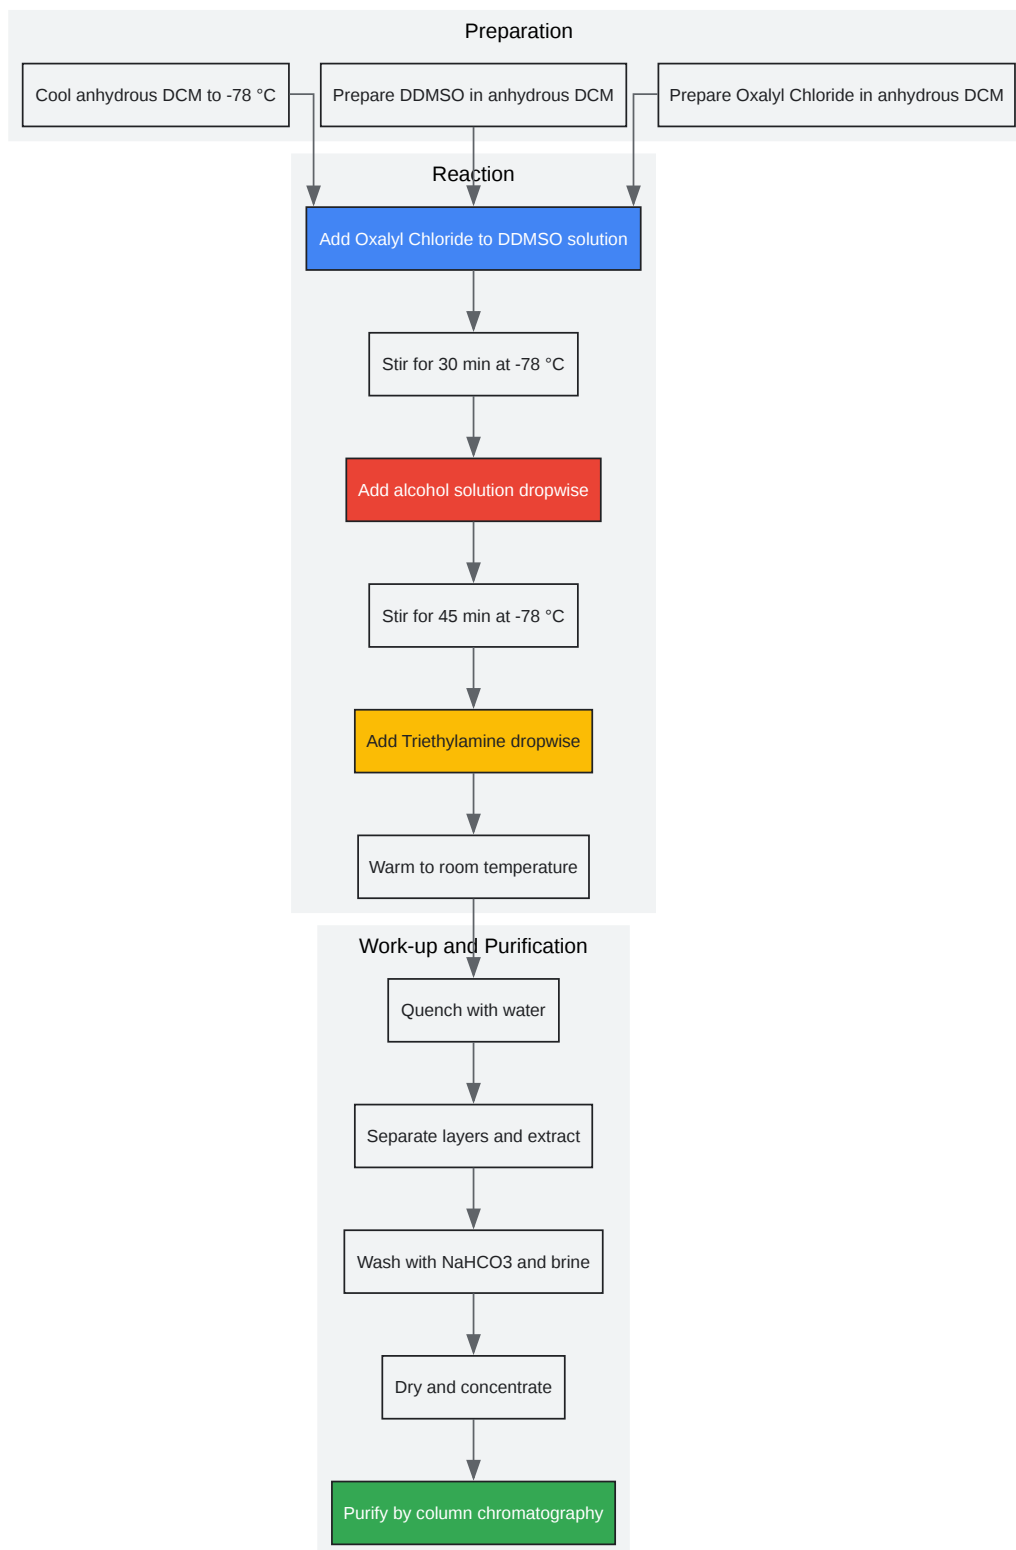 Preparation
Cool anhydrous DCM to -78 °C
Prepare DDMSO in anhydrous DCM
Prepare Oxalyl Chloride in anhydrous DCM
Reaction
Add Oxalyl Chloride to DDMSO solution
Stir for 30 min at -78 °C
Add alcohol solution dropwise
Stir for 45 min at -78 °C
Add Triethylamine dropwise
Warm to room temperature
Work-up and Purification
Quench with water
Separate layers and extract
Wash with NaHCO3 and brine
Dry and concentrate
Purify by column chromatography